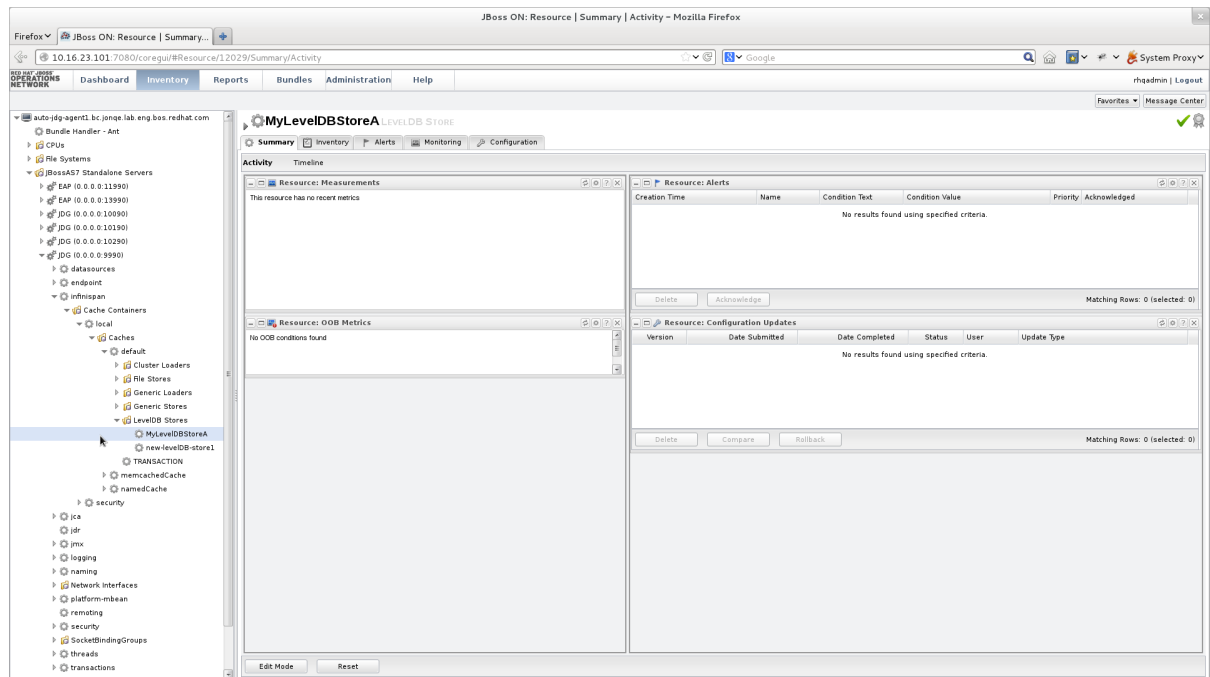 JBoss ON: Resource | Summary | Activity - Mozilla Firefox
Firefox JBoss ON: Resource | Summary...
10.16.23.101:7080/coregui/#Resource/12029/Summary/Activity Google System Proxy
RED HAT JBOSS
OPERATIONS
NETWORK
Dashboard Inventory Reports Bundles Administration Help rhqadmin | Logout
Favorites Message Center
auto-jdg-agent1.bc.jonqe.lab.eng.bos.redhat.com
Bundle Handler - Ant
CPUs
File Systems
JBossAS7 Standalone Servers
EAP (0.0.0.0:11990)
EAP (0.0.0.0:13990)
JDG (0.0.0.0:10090)
JDG (0.0.0.0:10190)
JDG (0.0.0.0:10290)
JDG (0.0.0.0:9990)
datasources
endpoint
infinispan
Cache Containers
local
Caches
default
Cluster Loaders
File Stores
Generic Loaders
Generic Stores
LevelDB Stores
MyLevelDBStoreA
new-levelDB-store1
TRANSACTION
memcachedCache
namedCache
security
jca
jdr
jmx
logging
naming
Network Interfaces
platform-mbean
remoting
security
SocketBindingGroups
threads
transactions
MyLevelDBStoreA LEVELDB STORE
Summary Inventory Alerts Monitoring Configuration
Activity Timeline
Resource: Measurements
This resource has no recent metrics
Resource: Alerts
Creation Time Name Condition Text Condition Value Priority Acknowledged
No results found using specified criteria.
Delete Acknowledge Matching Rows: 0 (selected: 0)
Resource: OOB Metrics
No OOB conditions found
Resource: Configuration Updates
Version Date Submitted Date Completed Status User Update Type
No results found using specified criteria.
Delete Compare Rollback Matching Rows: 0 (selected: 0)
Edit Mode Reset